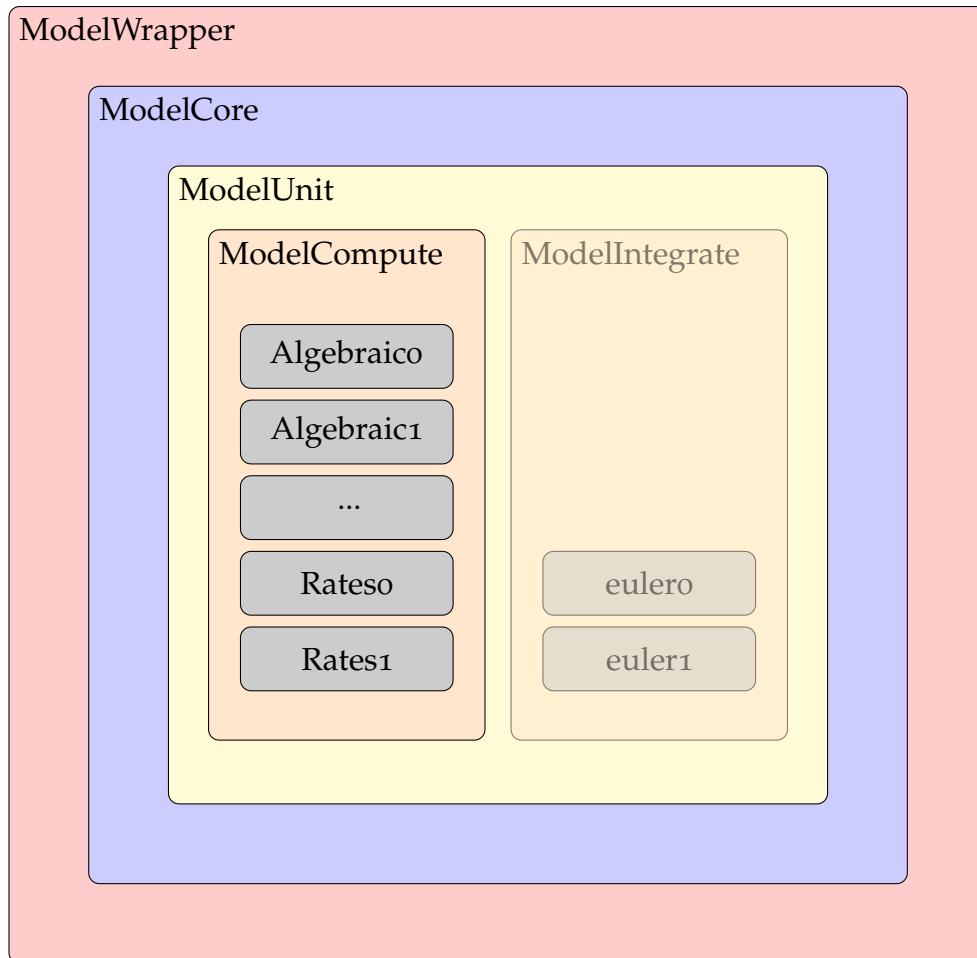 ModelWrapper
ModelCore
ModelUnit
ModelCompute
ModelIntegrate
Algebraic0
Algebraic1
...
Rates0
euler0
Rates1
euler1